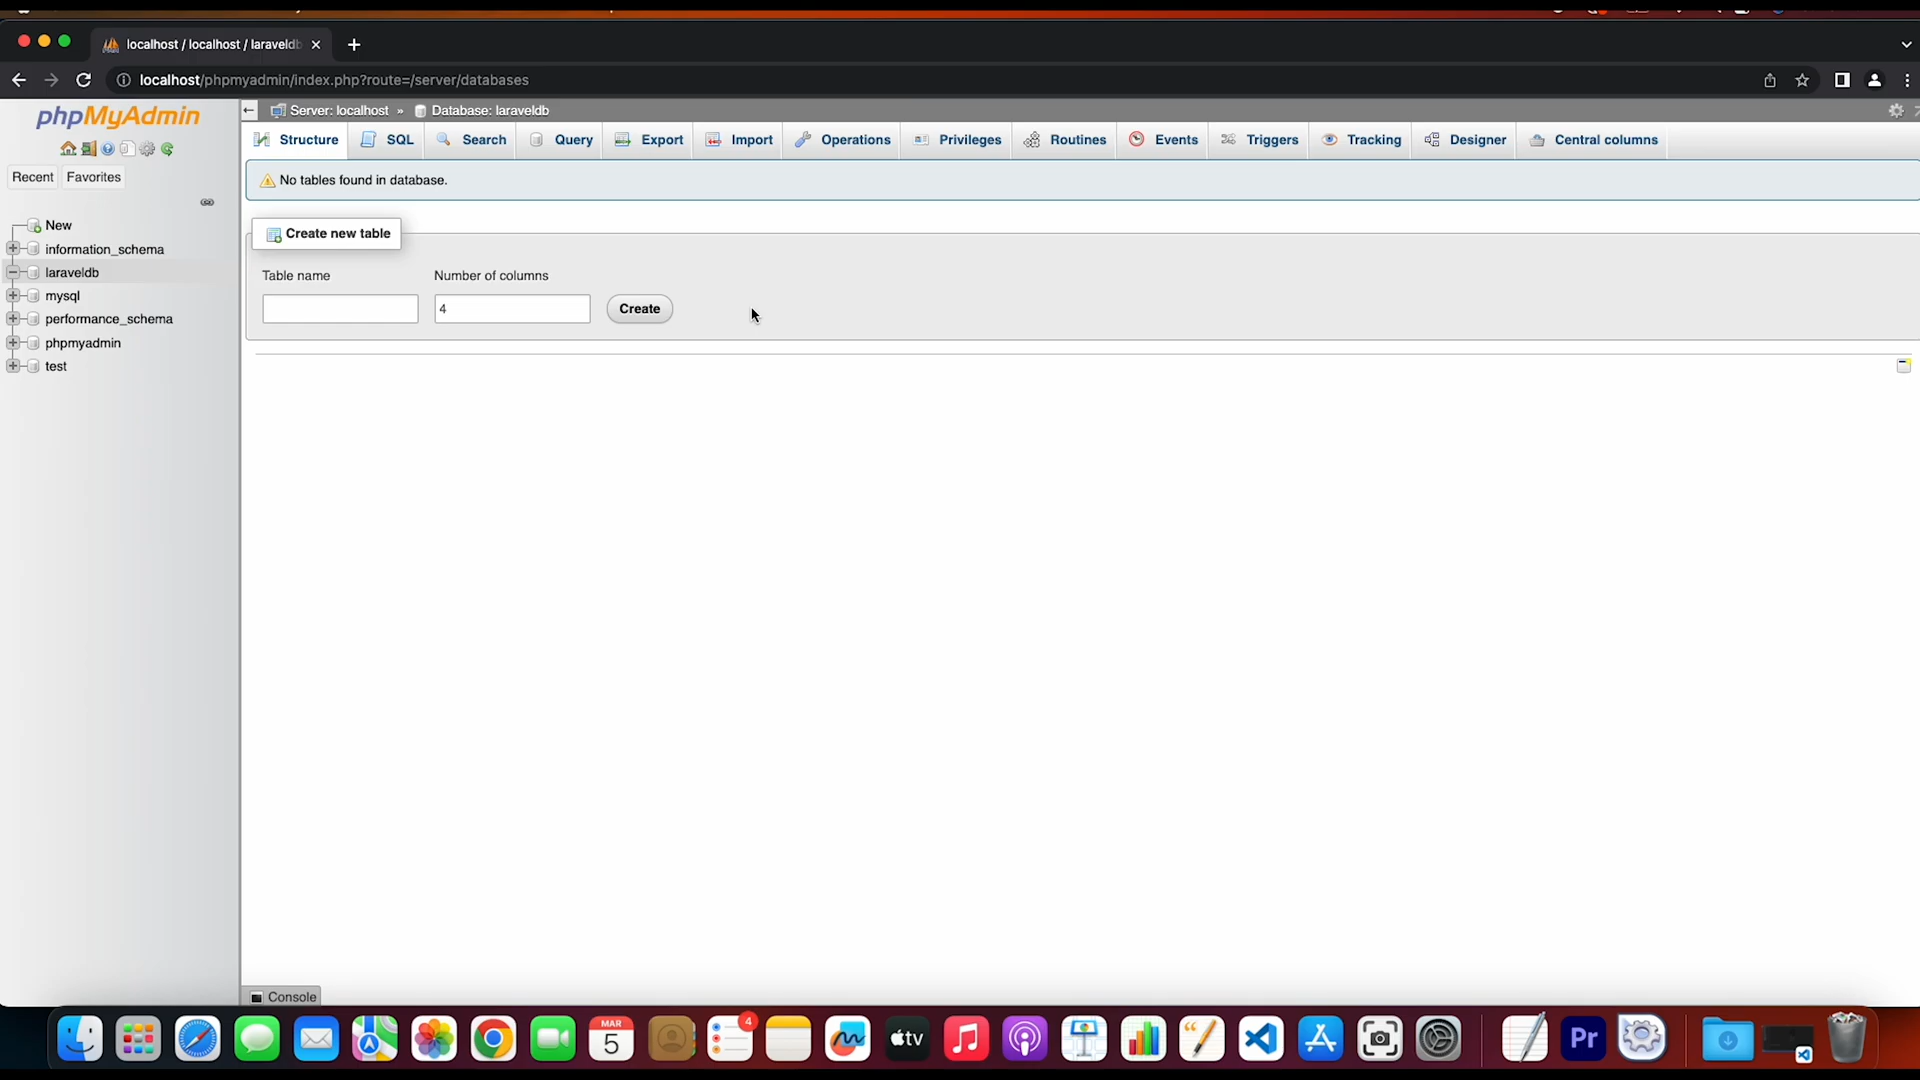 localhost / localhost / laraveldb
localhost/phpmyadmin/index.php?route=/server/databases
phpMyAdmin
Server: localhost » Database: laraveldb
Structure SQL Search Query Export Import Operations Privileges Routines Events Triggers Tracking Designer Central columns
Recent Favorites
No tables found in database.
New
information_schema
laraveldb
mysql
performance_schema
phpmyadmin
test
Create new table
Table name Number of columns
4 Create
Console
4
MAR
5
tv
Pr